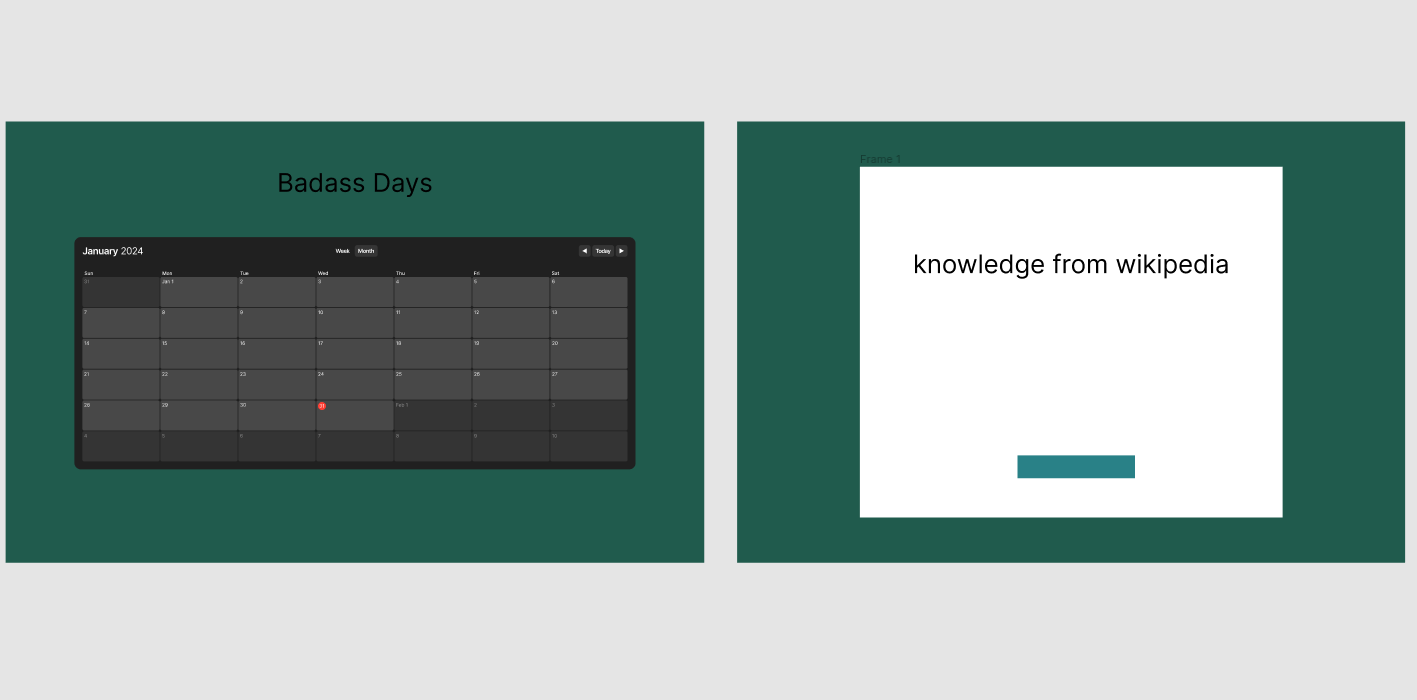 Badass Days
January 2024
Week Month
◀ Today ▶
Sun Mon Tue Wed Thu Fri Sat
31 Jan 1 2 3 4 5 6
7 8 9 10 11 12 13
14 15 16 17 18 19 20
21 22 23 24 25 26 27
28 29 30 31 Feb 1 2 3
4 5 6 7 8 9 10
Frame 1
knowledge from wikipedia